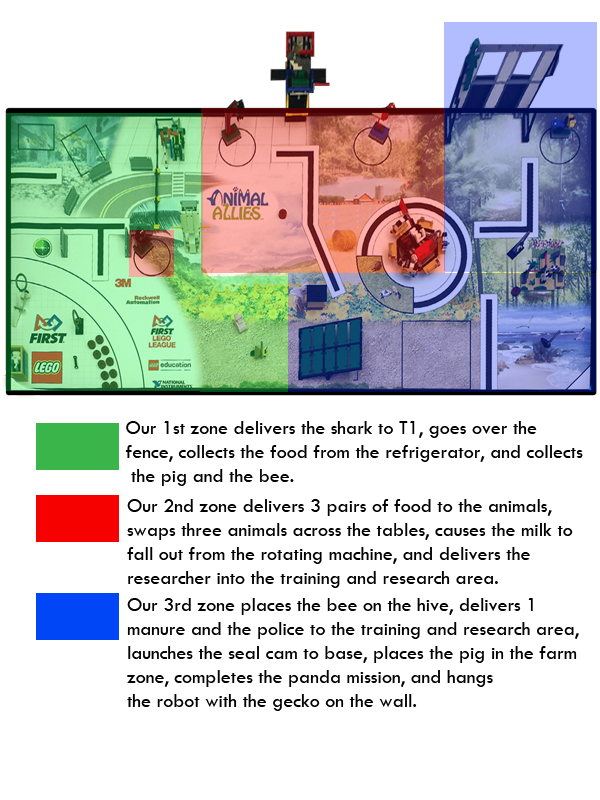 ANIMAL
ALLIES
3M
Rockwell
Automation
FIRST
FIRST
LEGO
LEAGUE
LEGO
LEGO education
NATIONAL
INSTRUMENTS
Our 1st zone delivers the shark to T1, goes over the
fence, collects the food from the refrigerator, and collects
the pig and the bee.
Our 2nd zone delivers 3 pairs of food to the animals,
swaps three animals across the tables, causes the milk to
fall out from the rotating machine, and delivers the
researcher into the training and research area.
Our 3rd zone places the bee on the hive, delivers 1
manure and the police to the training and research area,
launches the seal cam to base, places the pig in the farm
zone, completes the panda mission, and hangs
the robot with the gecko on the wall.